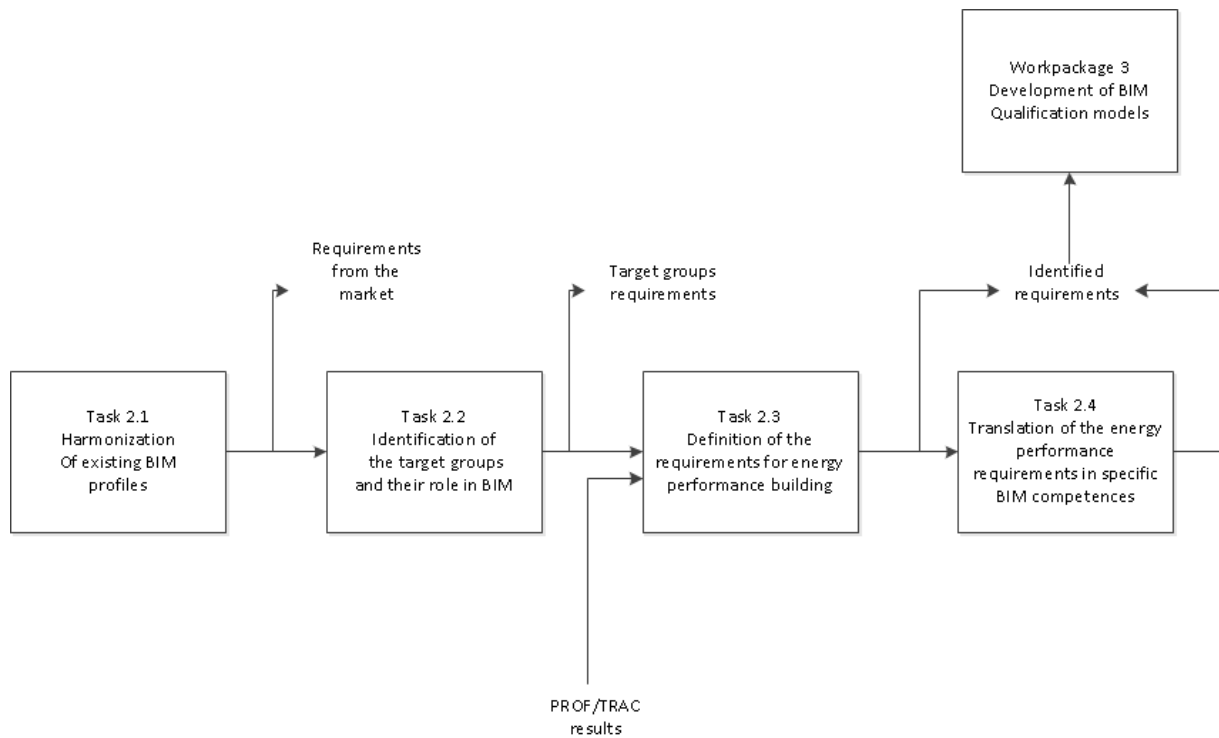 Workpackage 3
Development of BIM
Qualification models
Requirements
from the
market
Target groups
requirements
Identified
requirements
Task 2.1
Harmonization
Of existing BIM
profiles
Task 2.2
Identification of
the target groups
and their role in BIM
Task 2.3
Definition of the
requirements for energy
performance building
Task 2.4
Translation of the energy
performance
requirements in specific
BIM competences
PROF/TRAC
results